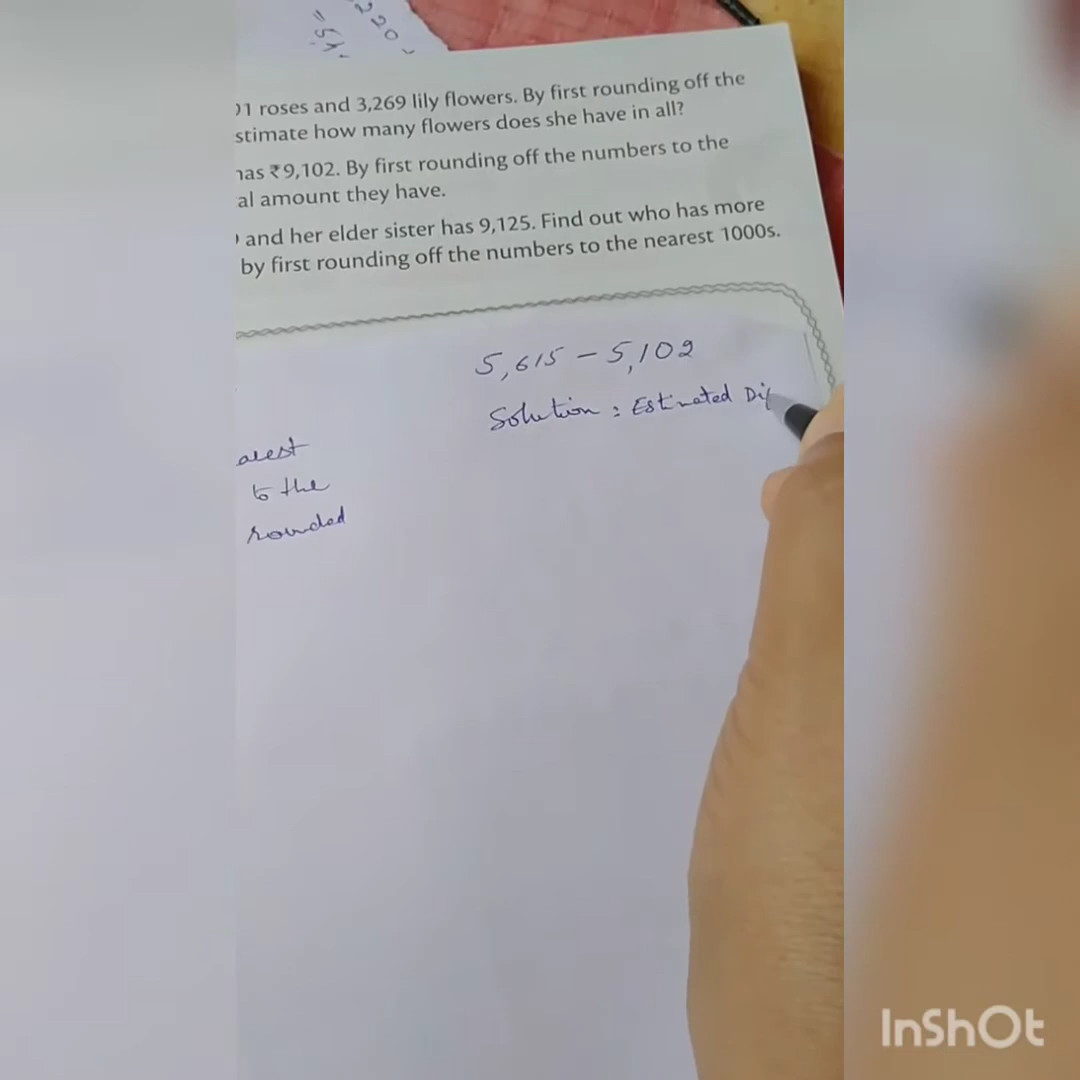 220
1 roses and 3,269 lily flowers. By first rounding off the
stimate how many flowers does she have in all?
has ₹9,102. By first rounding off the numbers to the
al amount they have.
and her elder sister has 9,125. Find out who has more
by first rounding off the numbers to the nearest 1000s.
5,615 - 5,102
Solution : Estimated Dif
arest
to the
rounded
InShOt